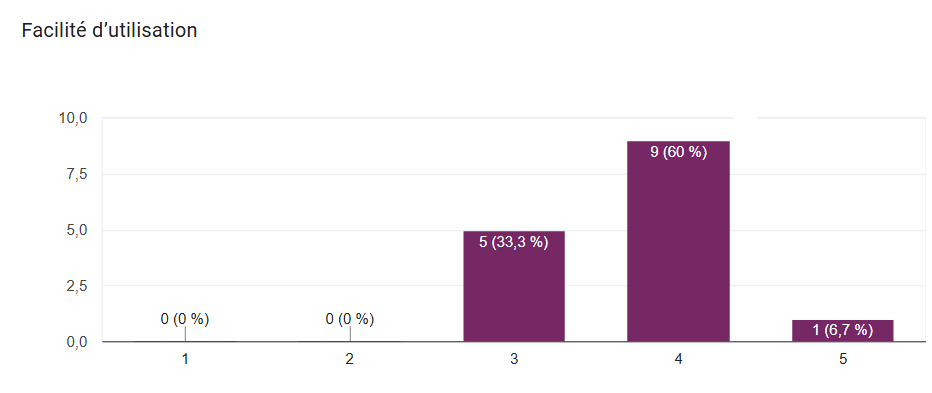 Facilité d’utilisation
10,0
7,5
5,0
2,5
0,0
0 (0 %)
0 (0 %)
5 (33,3 %)
9 (60 %)
1 (6,7 %)
1
2
3
4
5